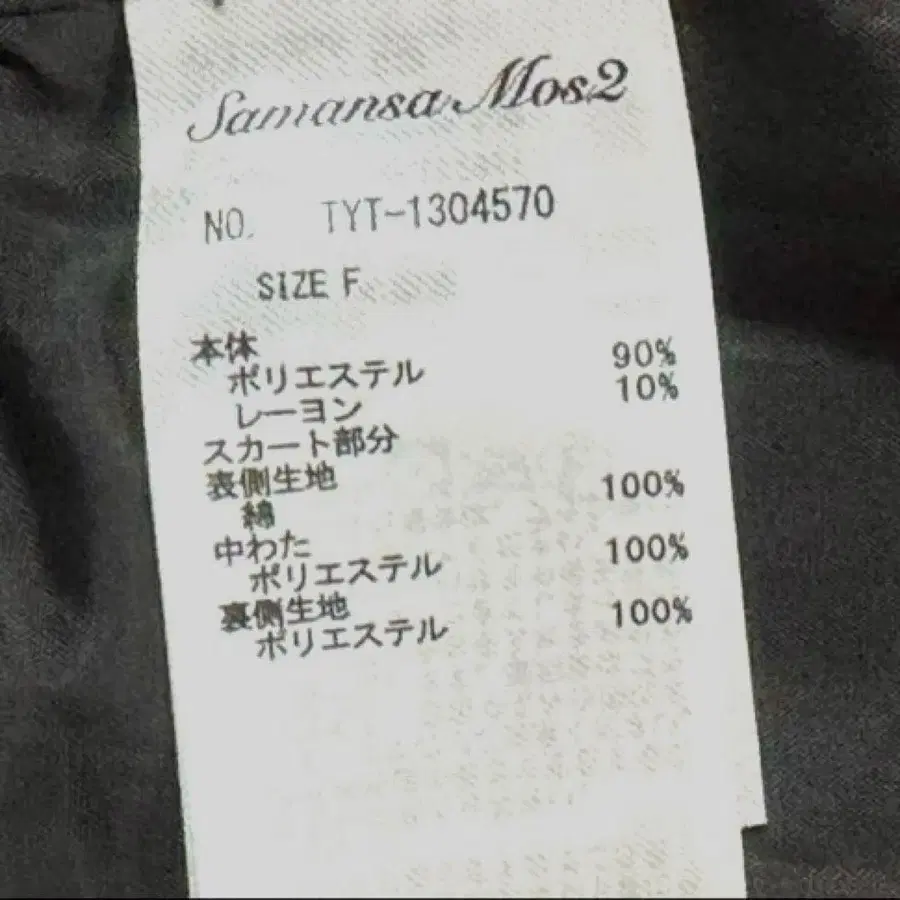 Samansa Mos2
NO. TYT-1304570
SIZE F
本体
ポリエステル 90%
レーヨン 10%
スカート部分
表側生地
綿 100%
中わた
ポリエステル 100%
裏側生地
ポリエステル 100%